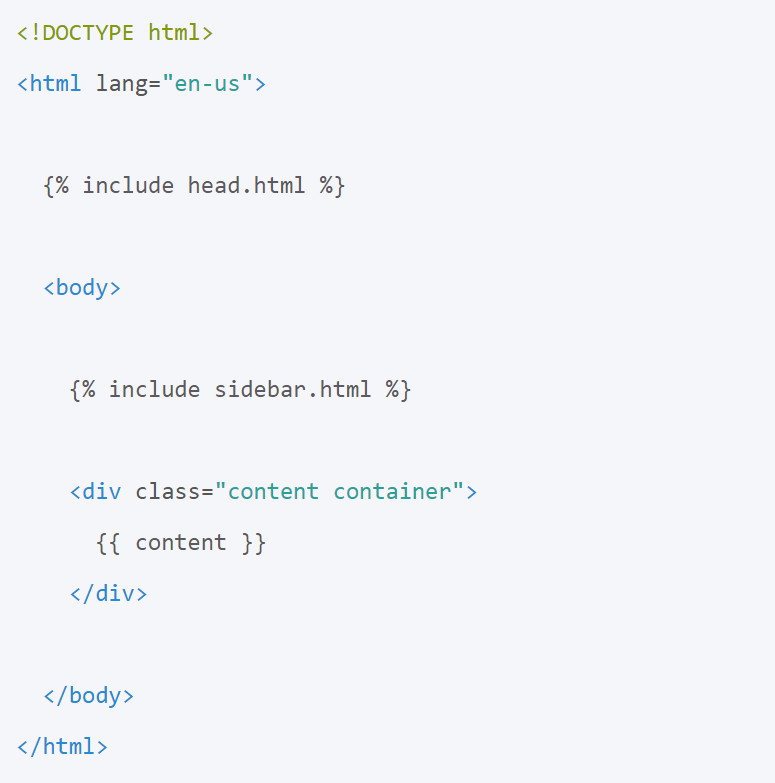 <!DOCTYPE html>
<html lang="en-us">
{% include head.html %}
<body>
{% include sidebar.html %}
<div class="content container">
{{ content }}
</div>
</body>
</html>